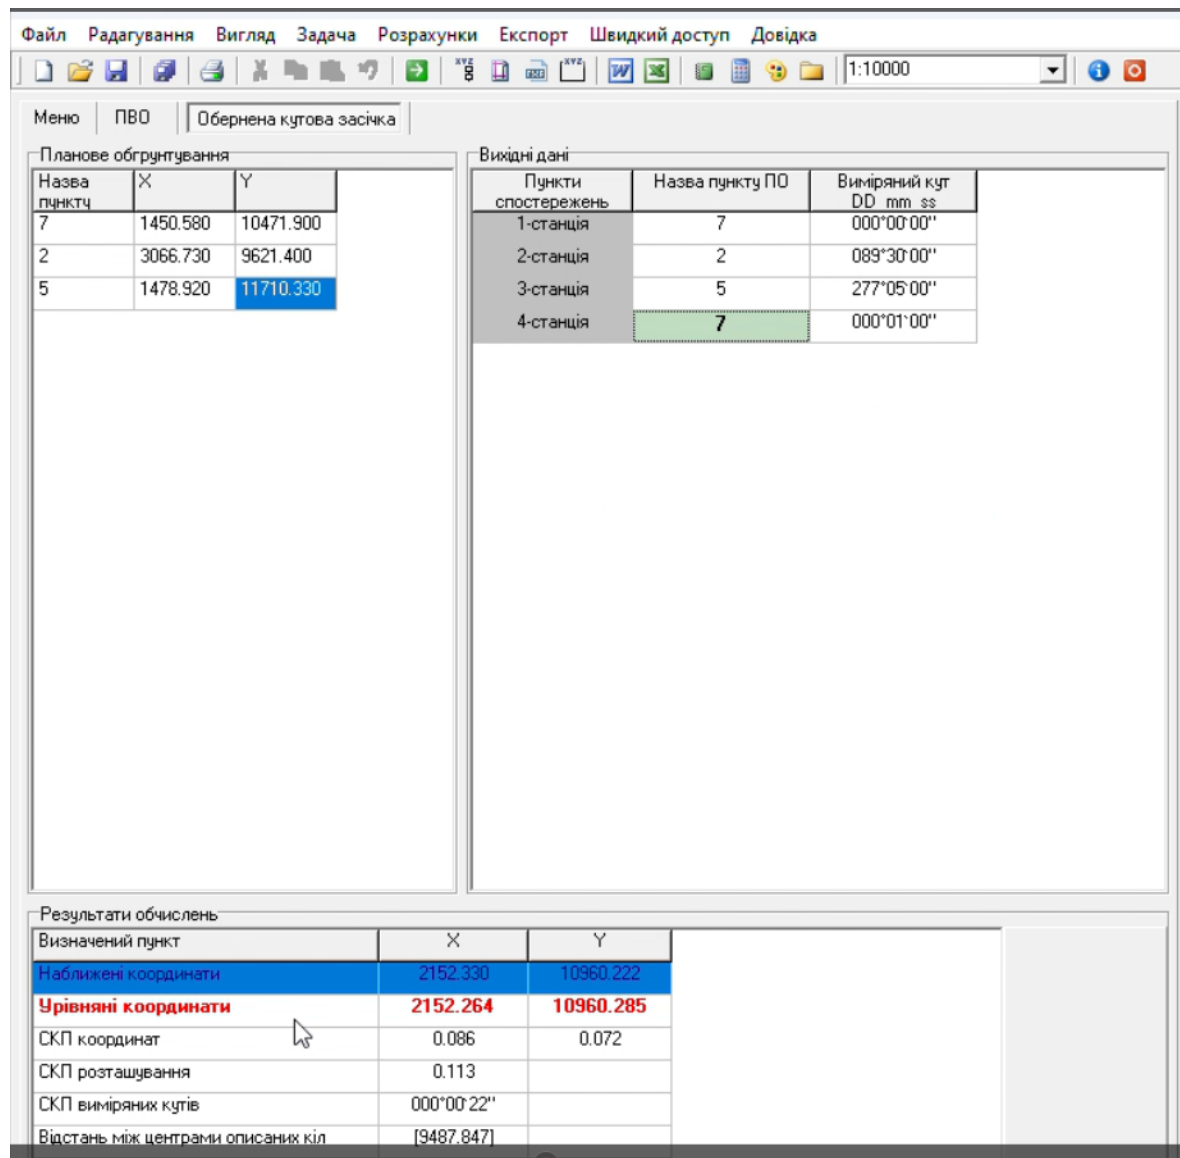 Файл Радагування Вигляд Задача Розрахунки Експорт Швидкий доступ Довідка
1:10000
Меню ПВО Обернена кутова засічка
Планове обгрунтування
Назва пункту X Y
7 1450.580 10471.900
2 3066.730 9621.400
5 1478.920 11710.330
Вихідні дані
Пункти спостережень Назва пункту ПО Виміряний кут DD mm ss
1-станція 7 000°00'00''
2-станція 2 089°30'00''
3-станція 5 277°05'00''
4-станція 7 000°01'00''
Результати обчислень
Визначений пункт X Y
Наближені координати 2152.330 10960.222
Урівняні координати 2152.264 10960.285
СКП координат 0.086 0.072
СКП розташування 0.113
СКП виміряних кутів 000°00'22''
Відстань між центрами описаних кіл [9487.847]